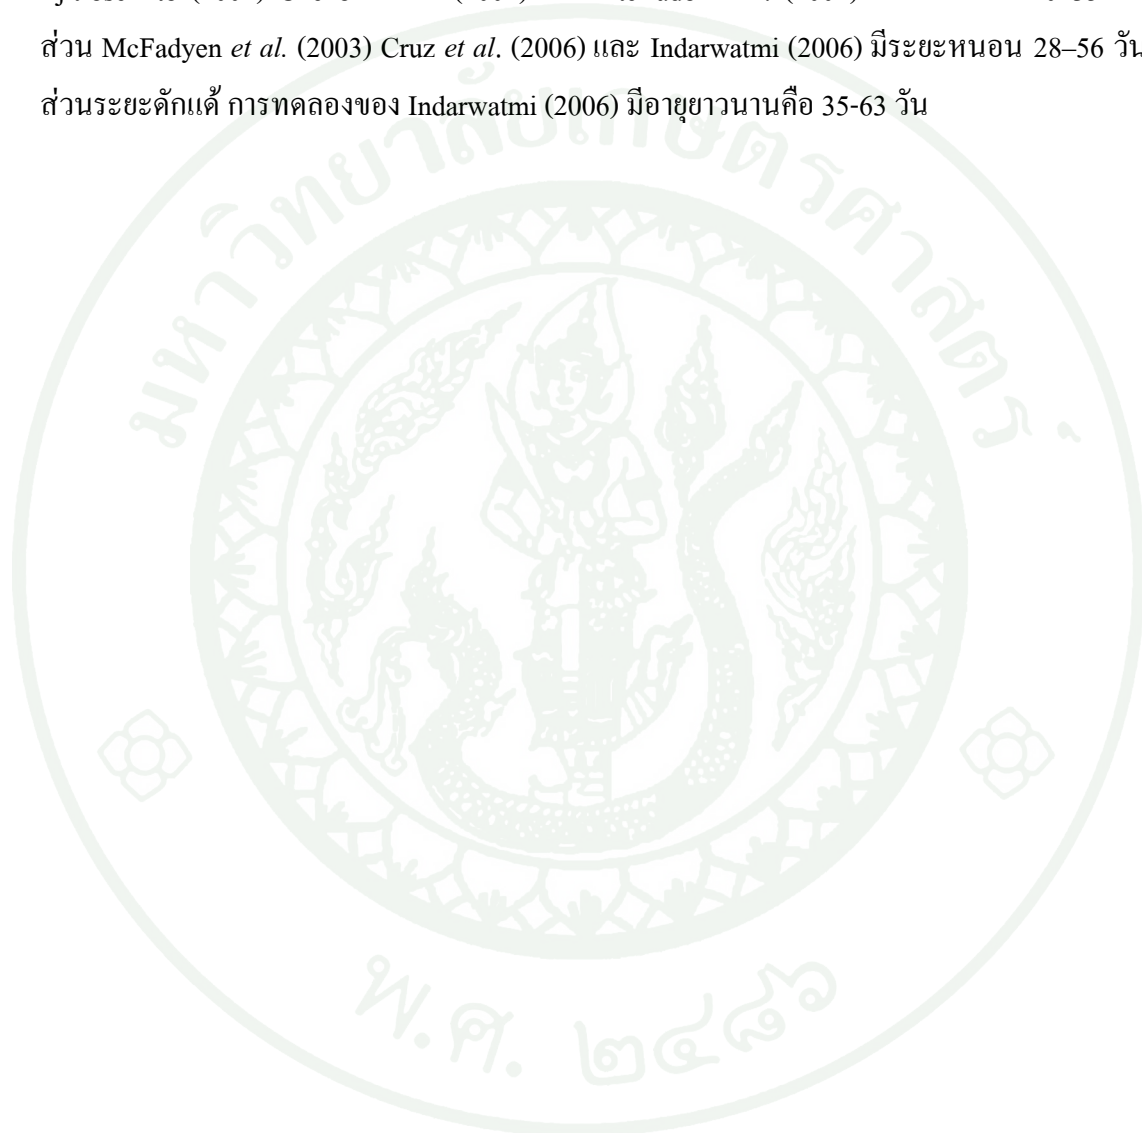 ส่วน McFadyen et al. (2003) Cruz et al. (2006) และ Indarwatmi (2006) มีระยะหนอน 28–56 วัน
ส่วนระยะดักแด้ การทดลองของ Indarwatmi (2006) มีอายุยาวนานคือ 35-63 วัน
มหาวิทยาลัยเกษตรศาสตร์
พ.ศ. ๒๔๘๖